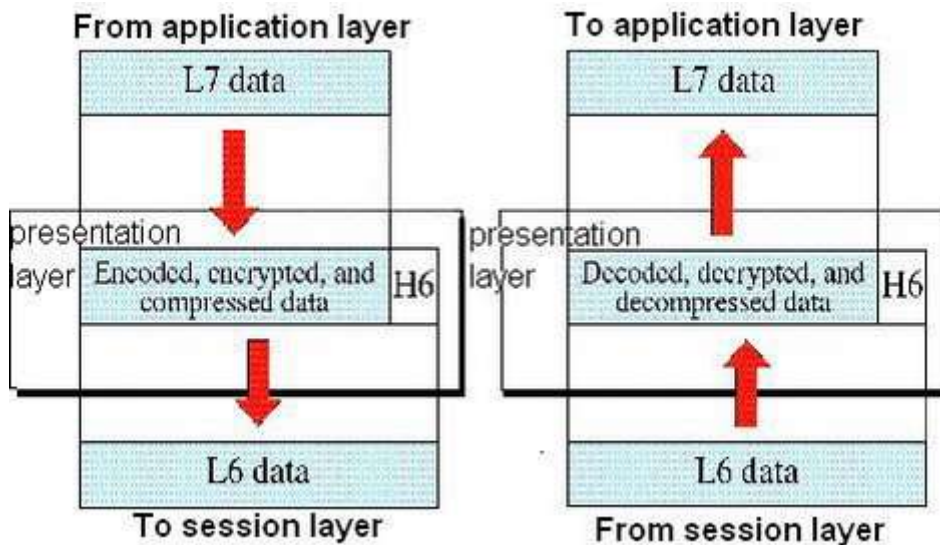 From application layer
L7 data
presentation
layer
Encoded, encrypted, and
compressed data
H6
L6 data
To session layer
To application layer
L7 data
presentation
layer
Decoded, decrypted, and
decompressed data
H6
L6 data
From session layer